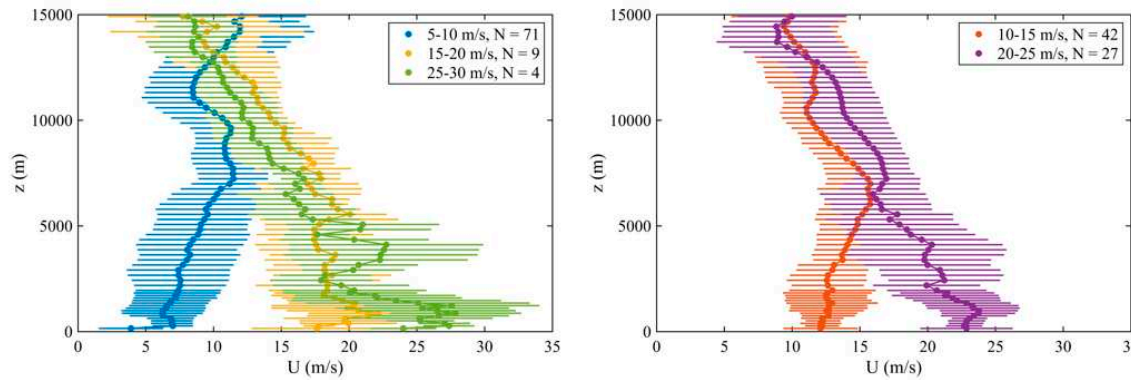 15000
10000
5000
0
z (m)
0 5 10 15 20 25 30 35
U (m/s)
5-10 m/s, N = 71
15-20 m/s, N = 9
25-30 m/s, N = 4
15000
10000
5000
0
z (m)
0 5 10 15 20 25 30 35
U (m/s)
10-15 m/s, N = 42
20-25 m/s, N = 27